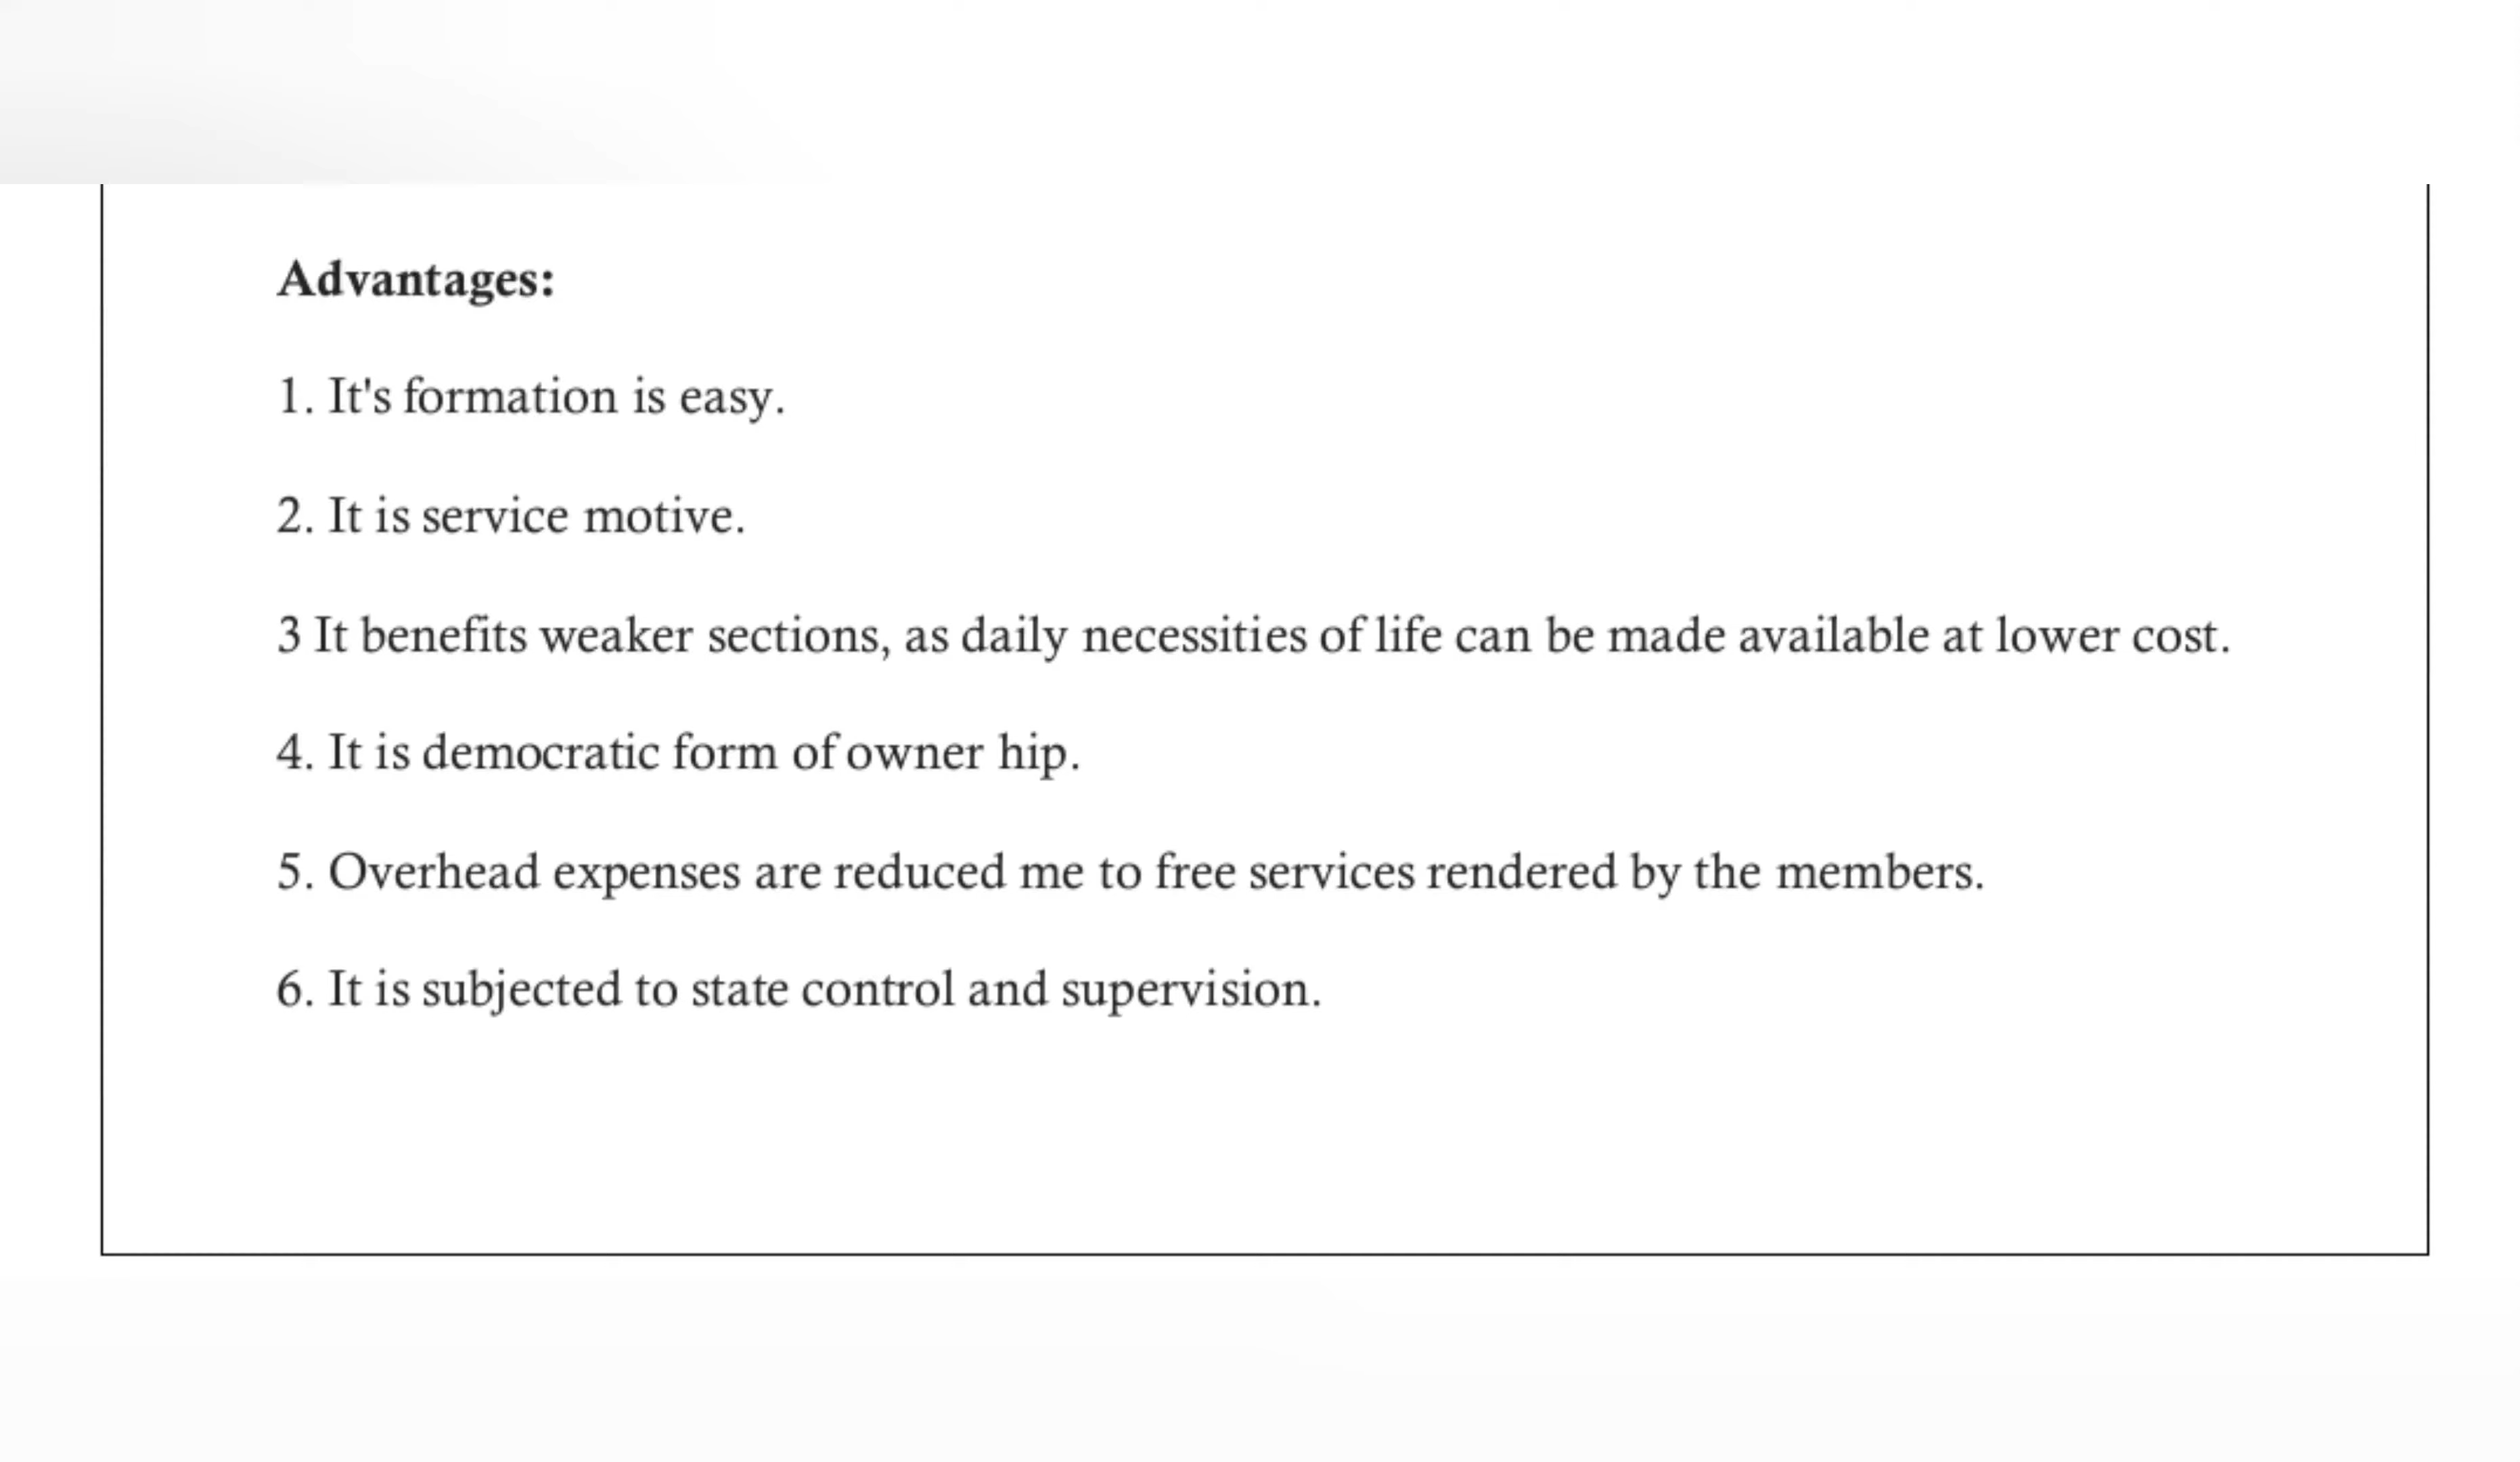 Advantages:
1. It's formation is easy.
2. It is service motive.
3 It benefits weaker sections, as daily necessities of life can be made available at lower cost.
4. It is democratic form of owner hip.
5. Overhead expenses are reduced me to free services rendered by the members.
6. It is subjected to state control and supervision.